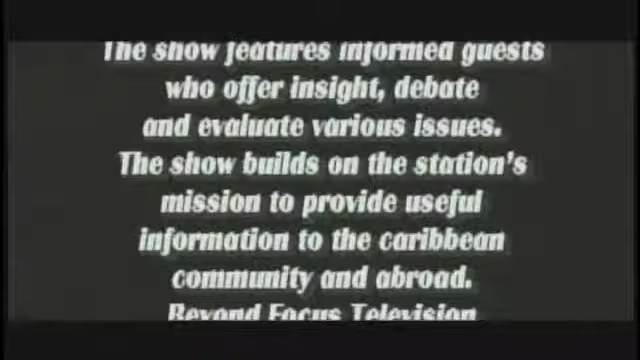 The show features informed guests
who offer insight, debate
and evaluate various issues.
The show builds on the station's
mission to provide useful
information to the caribbean
community and abroad.
Beyond Focus Television